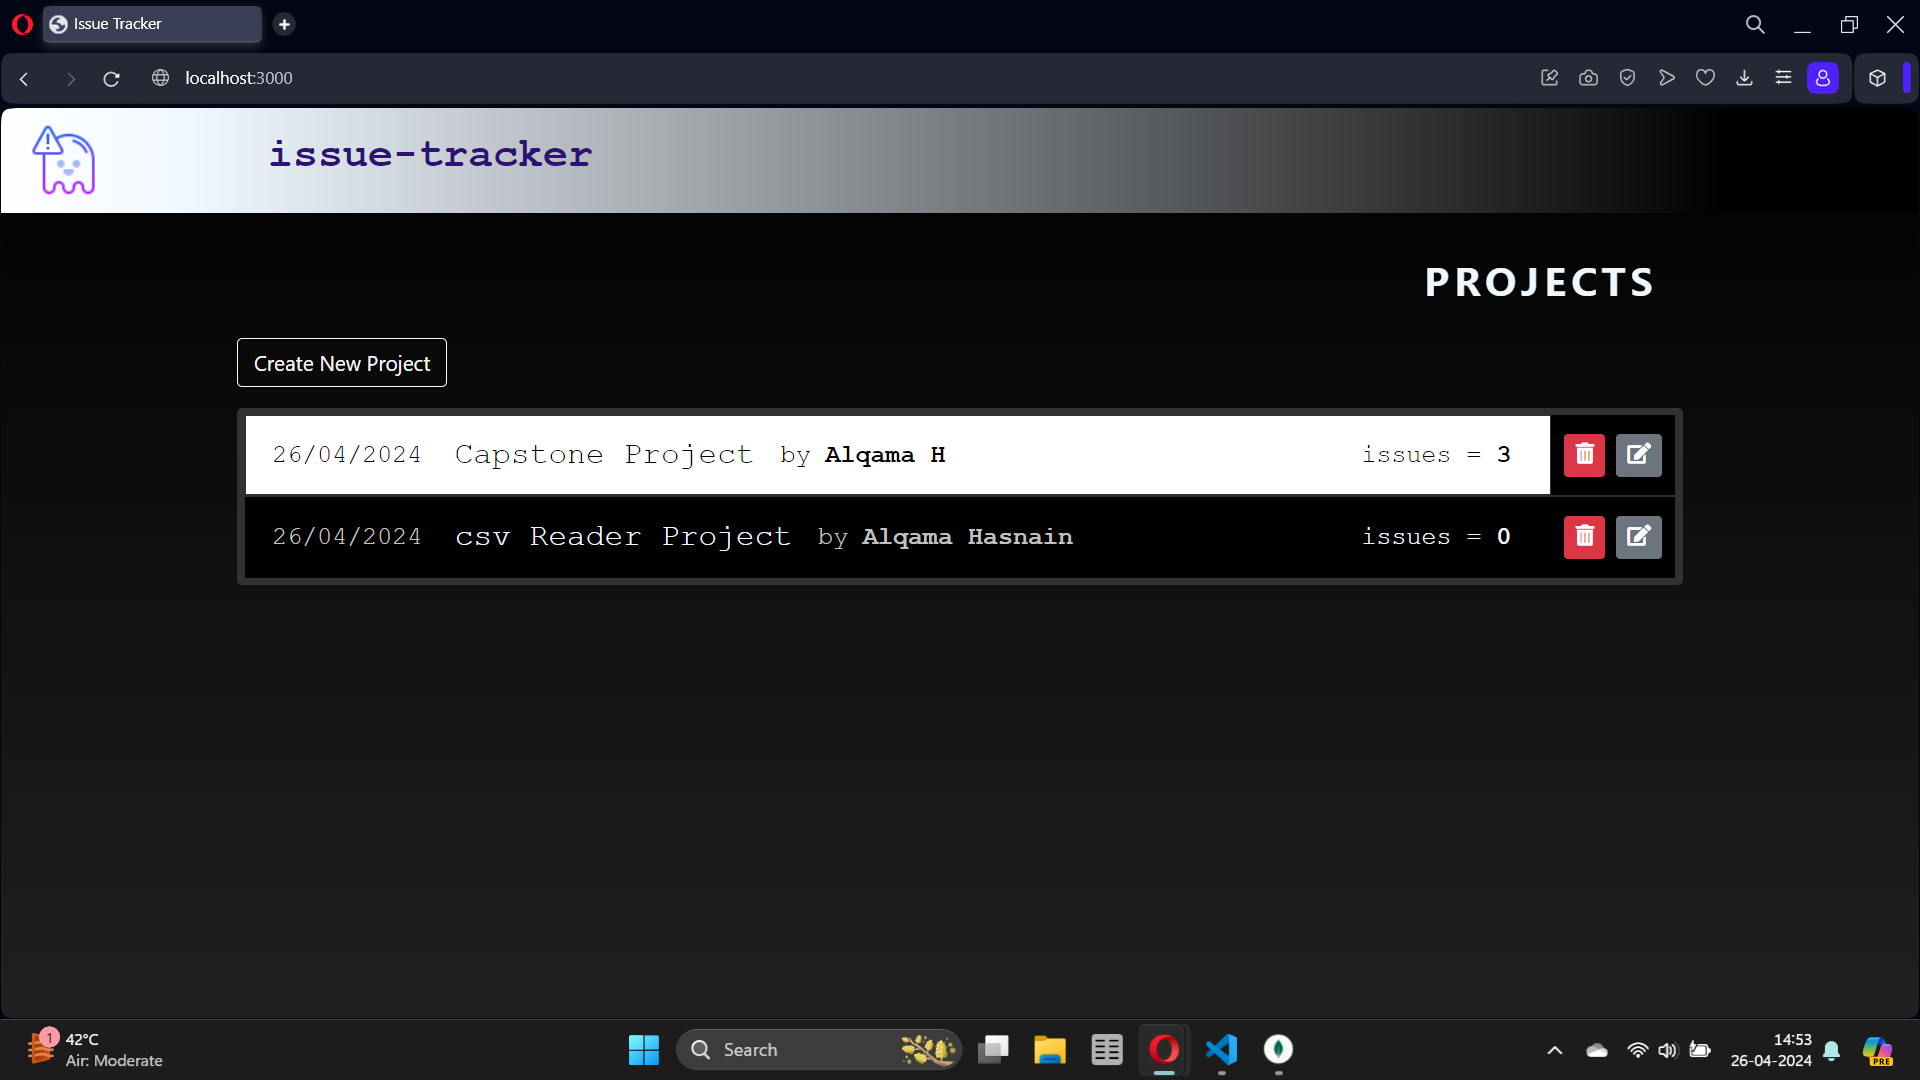 Issue Tracker
localhost:3000
issue-tracker
PROJECTS
Create New Project
26/04/2024 Capstone Project by Alqama H issues = 3
26/04/2024 csv Reader Project by Alqama Hasnain issues = 0
1
42°C
Air: Moderate
Search
14:53
26-04-2024
PRE